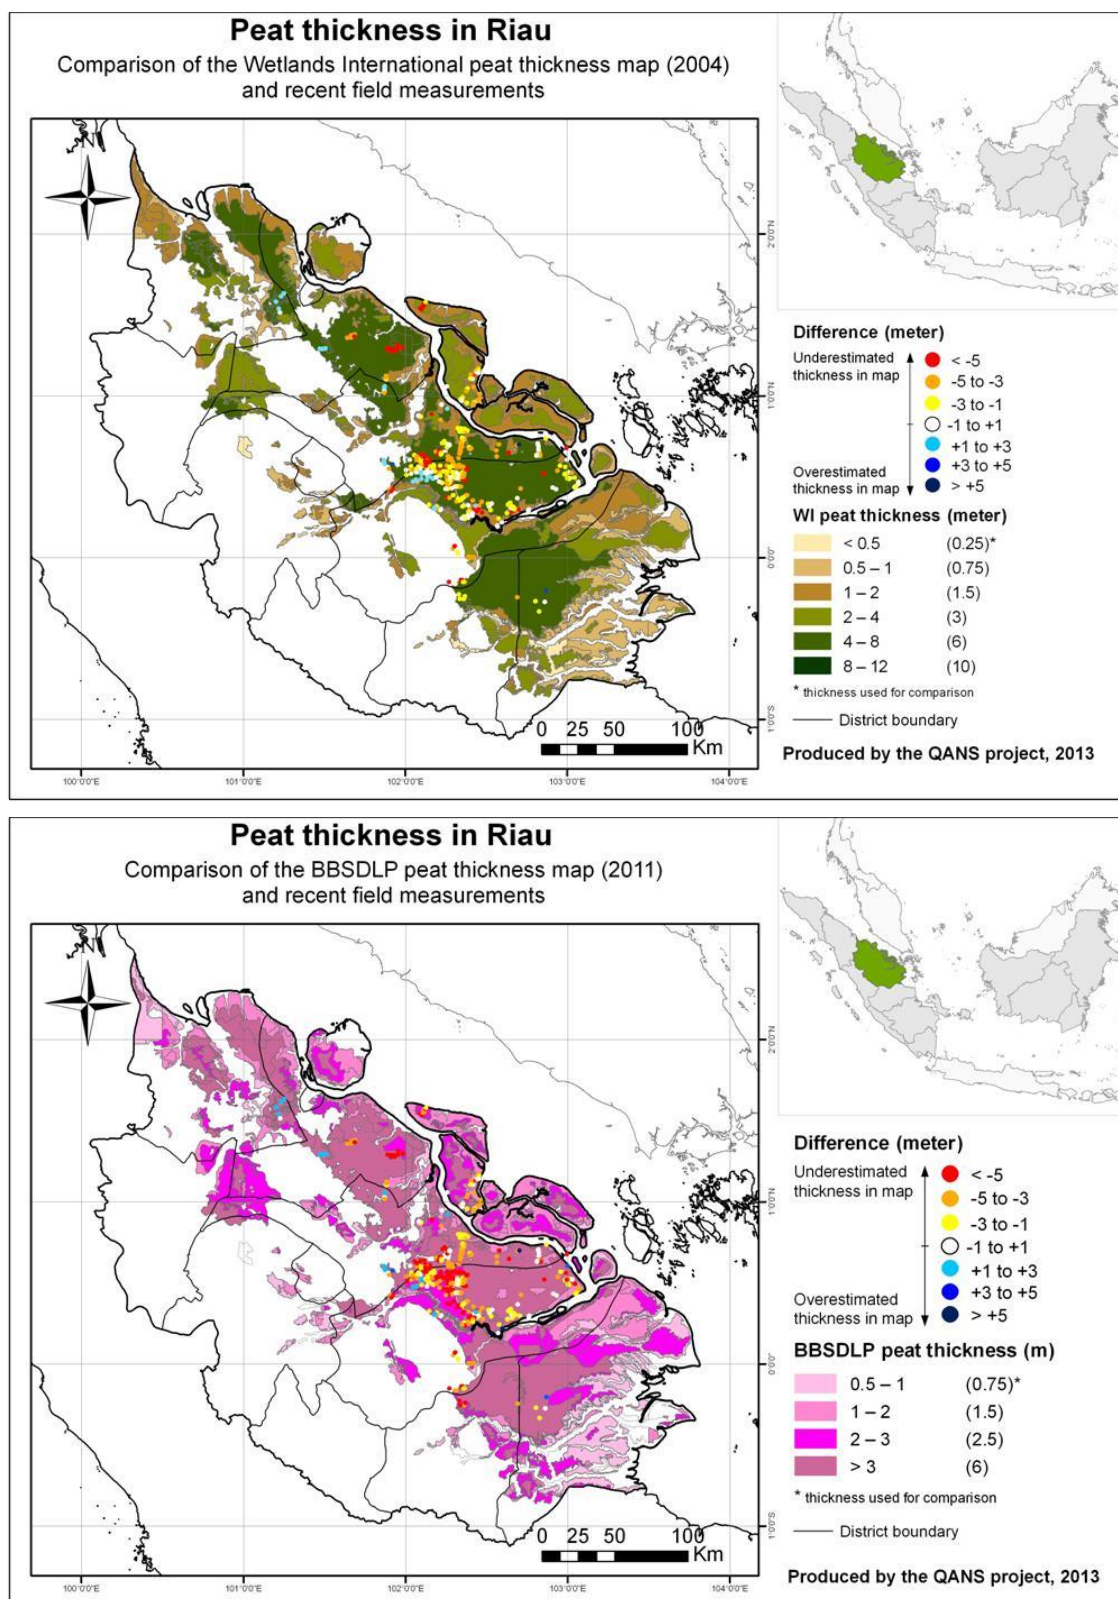 Peat thickness in Riau
Comparison of the Wetlands International peat thickness map (2004)
and recent field measurements
N
2°0'0"N
1°0'0"N
0°0'0"
1°0'0"S
100°0'0"E
101°0'0"E
102°0'0"E
103°0'0"E
104°0'0"E
0 25 50 100
Km
Difference (meter)
Underestimated
thickness in map
< -5
-5 to -3
-3 to -1
-1 to +1
+1 to +3
+3 to +5
> +5
Overestimated
thickness in map
WI peat thickness (meter)
< 0.5 (0.25)*
0.5 – 1 (0.75)
1 – 2 (1.5)
2 – 4 (3)
4 – 8 (6)
8 – 12 (10)
* thickness used for comparison
District boundary
Produced by the QANS project, 2013
Peat thickness in Riau
Comparison of the BBSDLP peat thickness map (2011)
and recent field measurements
N
2°0'0"N
1°0'0"N
0°0'0"
1°0'0"S
100°0'0"E
101°0'0"E
102°0'0"E
103°0'0"E
104°0'0"E
0 25 50 100
Km
Difference (meter)
Underestimated
thickness in map
< -5
-5 to -3
-3 to -1
-1 to +1
+1 to +3
+3 to +5
> +5
Overestimated
thickness in map
BBSDLP peat thickness (m)
0.5 – 1 (0.75)*
1 – 2 (1.5)
2 – 3 (2.5)
> 3 (6)
* thickness used for comparison
District boundary
Produced by the QANS project, 2013